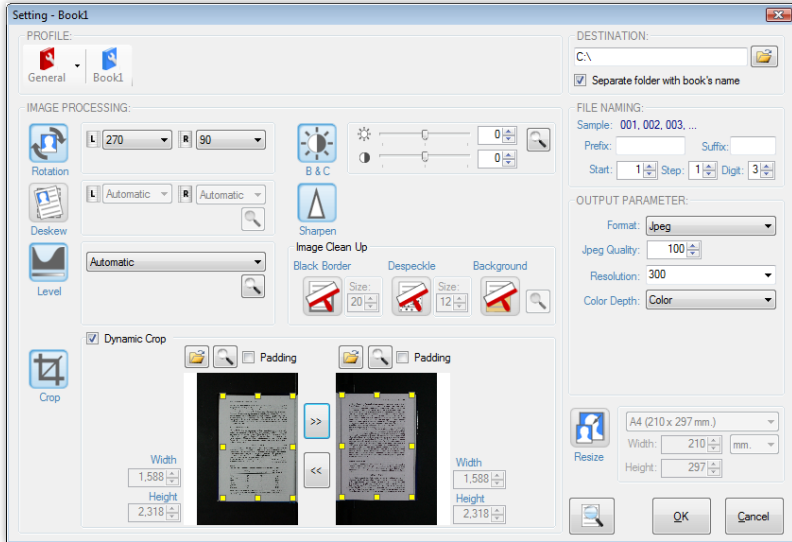 Setting - Book1
PROFILE:
General
Book1
DESTINATION:
C:\
Separate folder with book's name
IMAGE PROCESSING:
Rotation
L 270
R 90
B & C
0
0
Deskew
L Automatic
R Automatic
Sharpen
Level
Automatic
Image Clean Up
Black Border
Size:
20
Despeckle
Size:
12
Background
Crop
Dynamic Crop
Padding
Padding
>>
<<
Width
1,588
Height
2,318
Width
1,588
Height
2,318
FILE NAMING:
Sample: 001, 002, 003, ...
Prefix: Suffix:
Start: 1 Step: 1 Digit: 3
OUTPUT PARAMETER:
Format: Jpeg
Jpeg Quality: 100
Resolution: 300
Color Depth: Color
Resize
A4 (210 x 297 mm.)
Width: 210 mm.
Height: 297
OK
Cancel